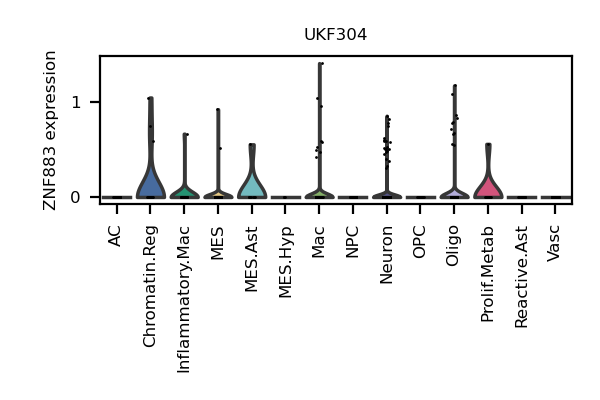 UKF304
ZNF883 expression
1
0
AC
Chromatin.Reg
Inflammatory.Mac
MES
MES.Ast
MES.Hyp
Mac
NPC
Neuron
OPC
Oligo
Prolif.Metab
Reactive.Ast
Vasc